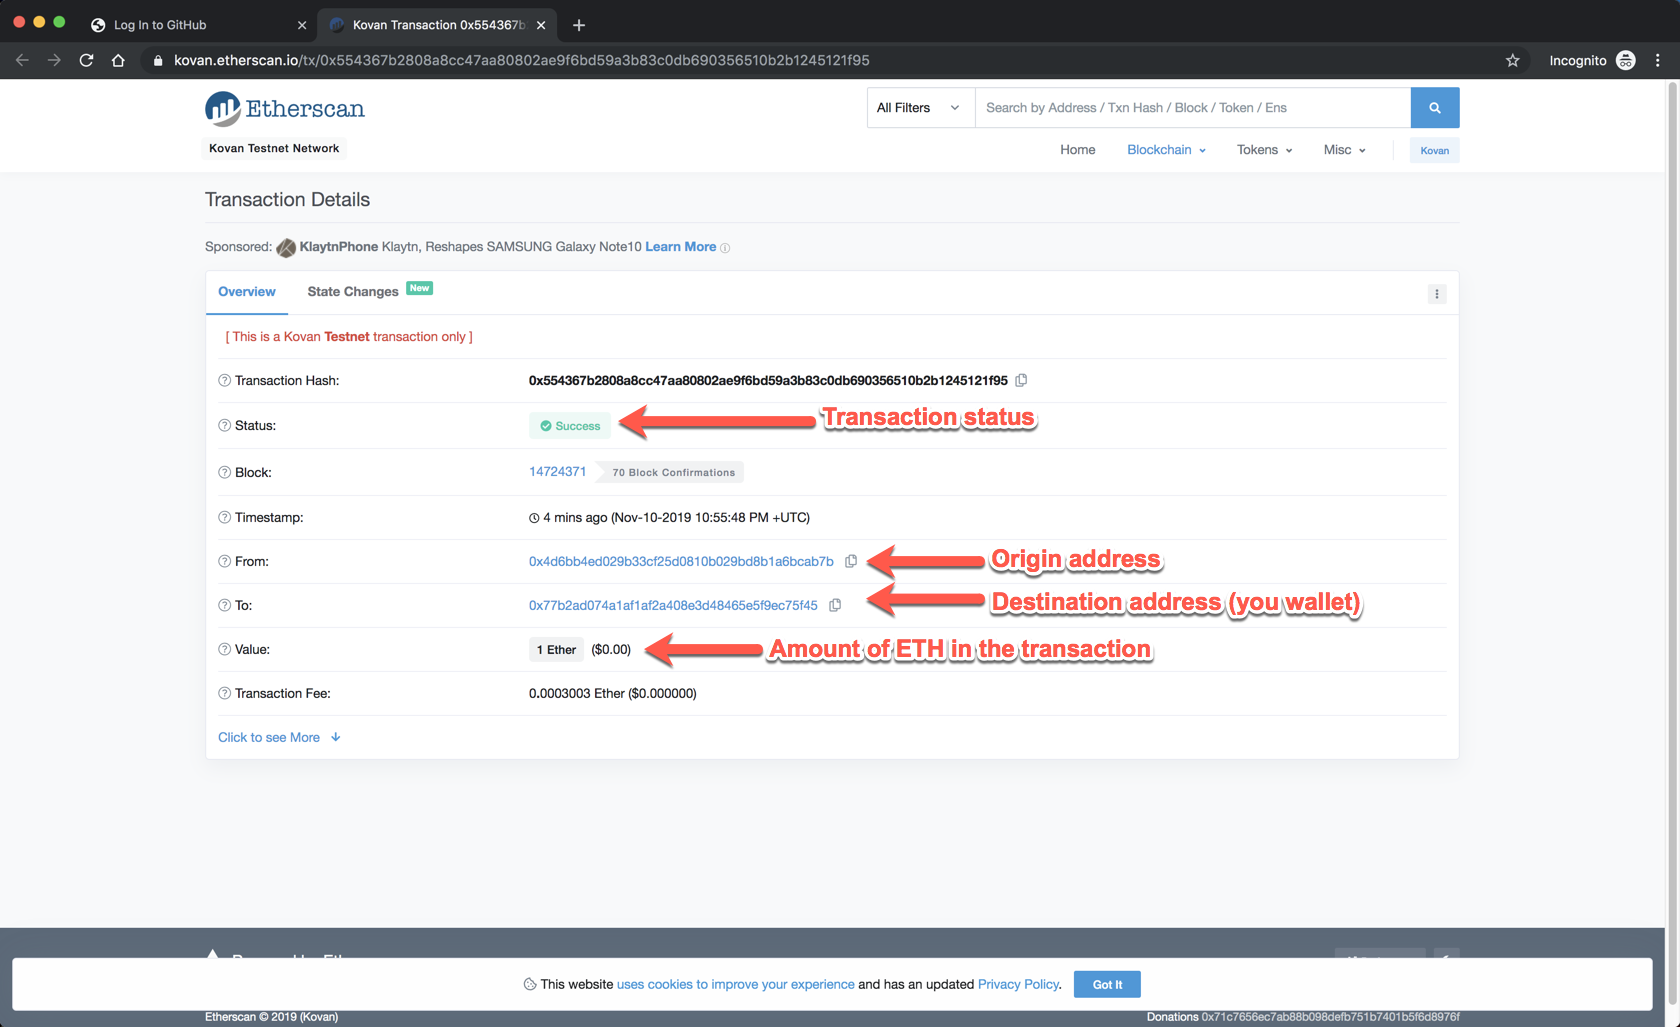 Log In to GitHub
Kovan Transaction 0x554367b
kovan.etherscan.io/tx/0x554367b2808a8cc47aa80802ae9f6bd59a3b83c0db690356510b2b1245121f95
Incognito
Etherscan
All Filters
Search by Address / Txn Hash / Block / Token / Ens
Kovan Testnet Network
Home
Blockchain
Tokens
Misc
Kovan
Transaction Details
Sponsored: KlaytnPhone Klaytn, Reshapes SAMSUNG Galaxy Note10 Learn More
Overview
State Changes New
[ This is a Kovan Testnet transaction only ]
Transaction Hash: 0x554367b2808a8cc47aa80802ae9f6bd59a3b83c0db690356510b2b1245121f95
Status: Success Transaction status
Block: 14724371 70 Block Confirmations
Timestamp: 4 mins ago (Nov-10-2019 10:55:48 PM +UTC)
From: 0x4d6bb4ed029b33cf25d0810b029bd8b1a6bcab7b Origin address
To: 0x77b2ad074a1af1af2a408e3d48465e5f9ec75f45 Destination address (you wallet)
Value: 1 Ether ($0.00) Amount of ETH in the transaction
Transaction Fee: 0.0003003 Ether ($0.000000)
Click to see More
This website uses cookies to improve your experience and has an updated Privacy Policy.
Got It
Etherscan © 2019 (Kovan)
Donations 0x71c7656ec7ab88b098defb751b7401b5f6d8976f